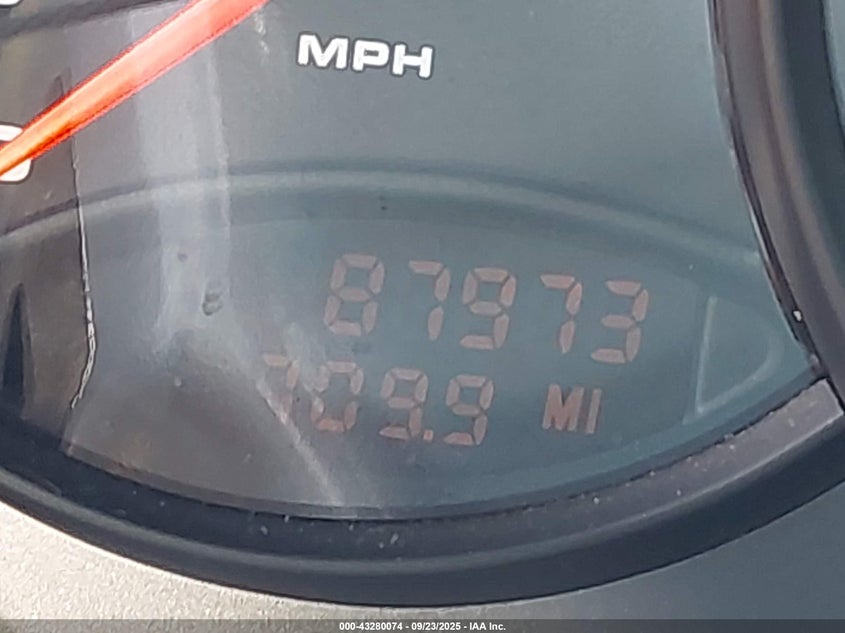 MPH
87973
709.9 MI
000-43280074 - 09/23/2025 - IAA Inc.